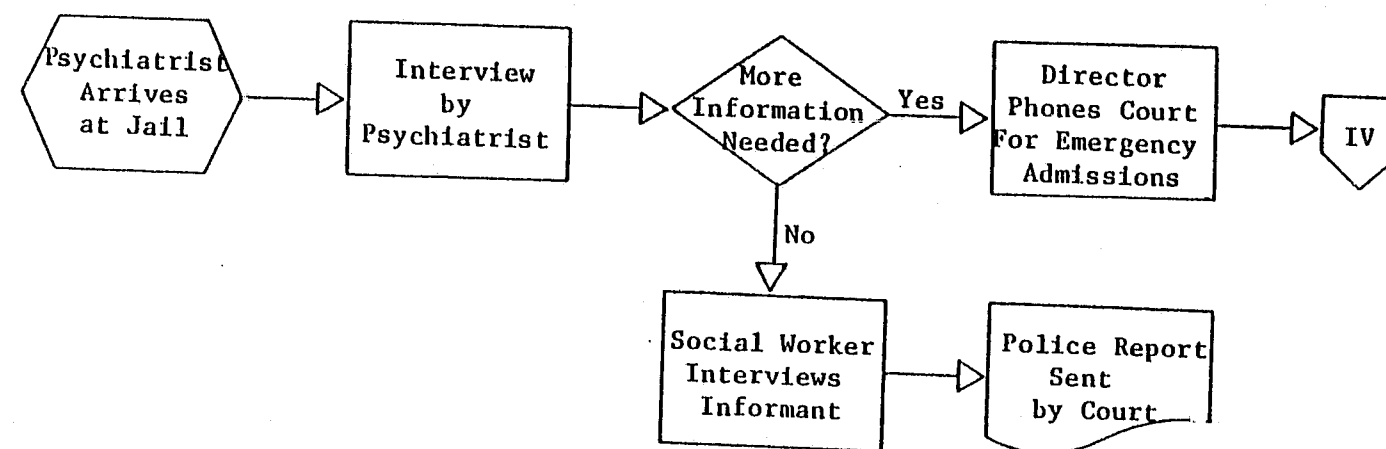 Psychiatrist
Arrives
at Jail
Interview
by
Psychiatrist
More
Information
Needed?
Yes
Director
Phones Court
For Emergency
Admissions
IV
No
Social Worker
Interviews
Informant
Police Report
Sent
by Court